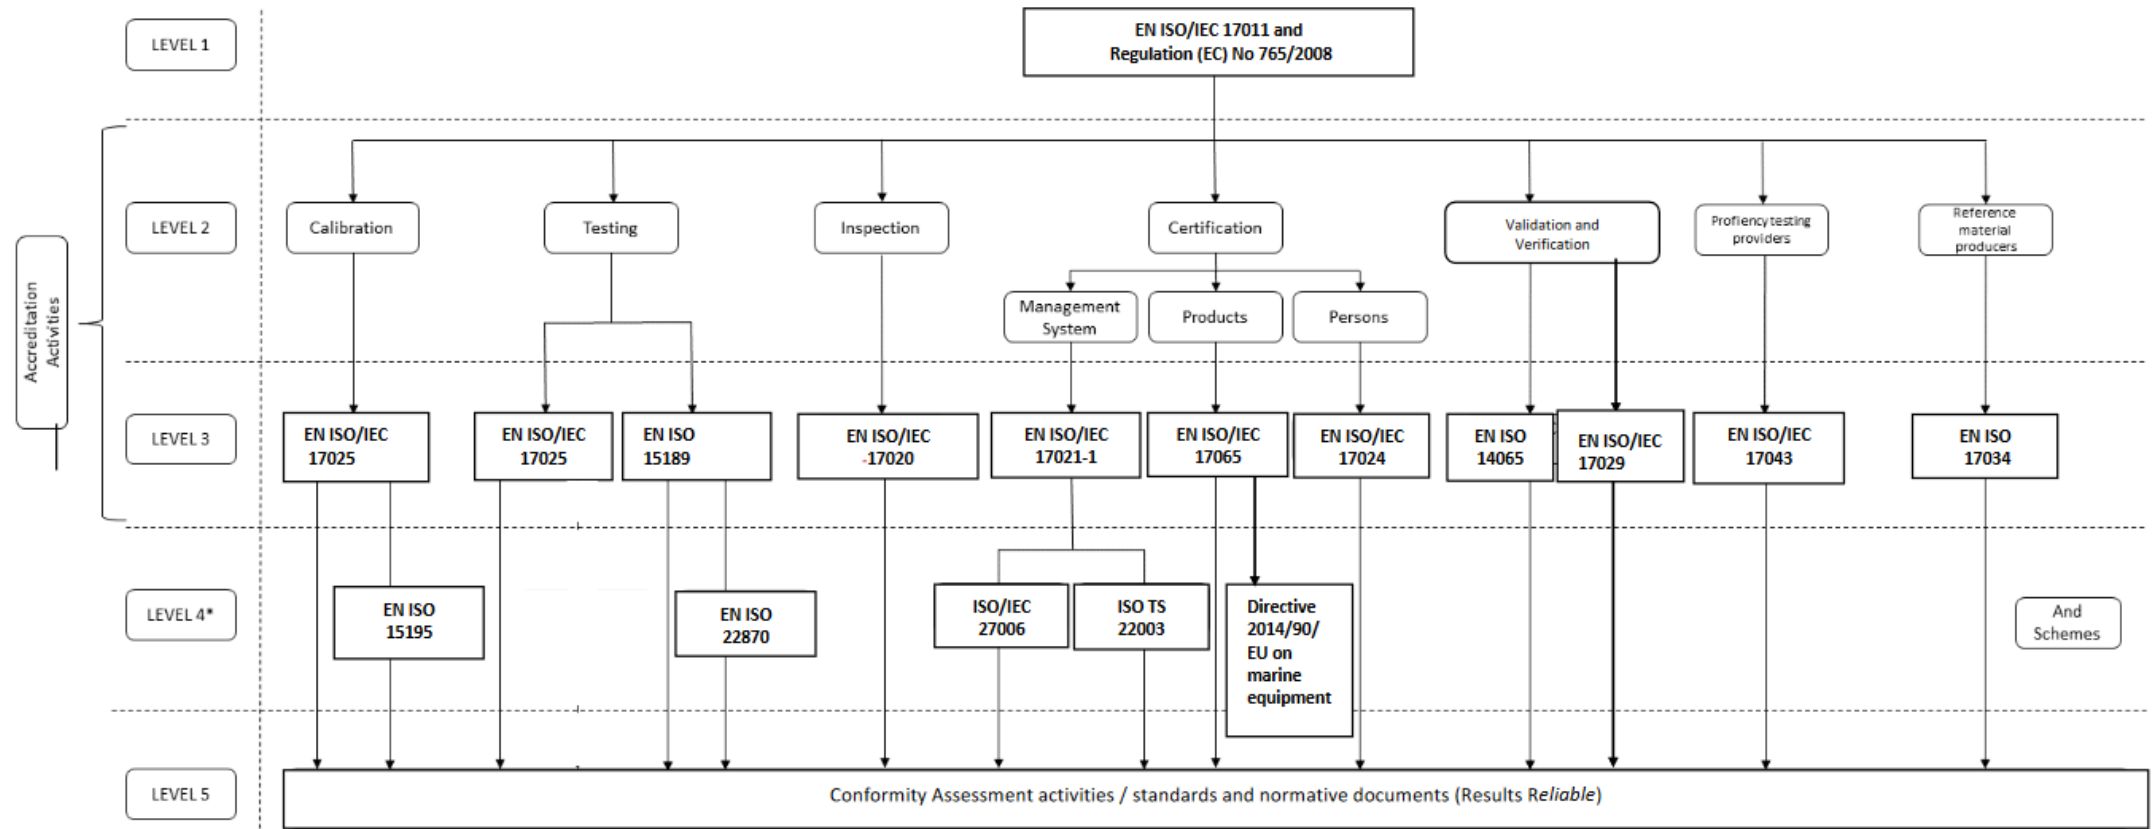 LEVEL 1
EN ISO/IEC 17011 and
Regulation (EC) No 765/2008
Accreditation
Activities
LEVEL 2
Calibration
Testing
Inspection
Certification
Validation and
Verification
Profiency testing
providers
Reference
material
producers
Management
System
Products
Persons
LEVEL 3
EN ISO/IEC
17025
EN ISO/IEC
17025
EN ISO
15189
EN ISO/IEC
-17020
EN ISO/IEC
17021-1
EN ISO/IEC
17065
EN ISO/IEC
17024
EN ISO
14065
EN ISO/IEC
17029
EN ISO/IEC
17043
EN ISO
17034
LEVEL 4*
EN ISO
15195
EN ISO
22870
ISO/IEC
27006
ISO TS
22003
Directive
2014/90/
EU on
marine
equipment
And
Schemes
LEVEL 5
Conformity Assessment activities / standards and normative documents (Results Reliable)